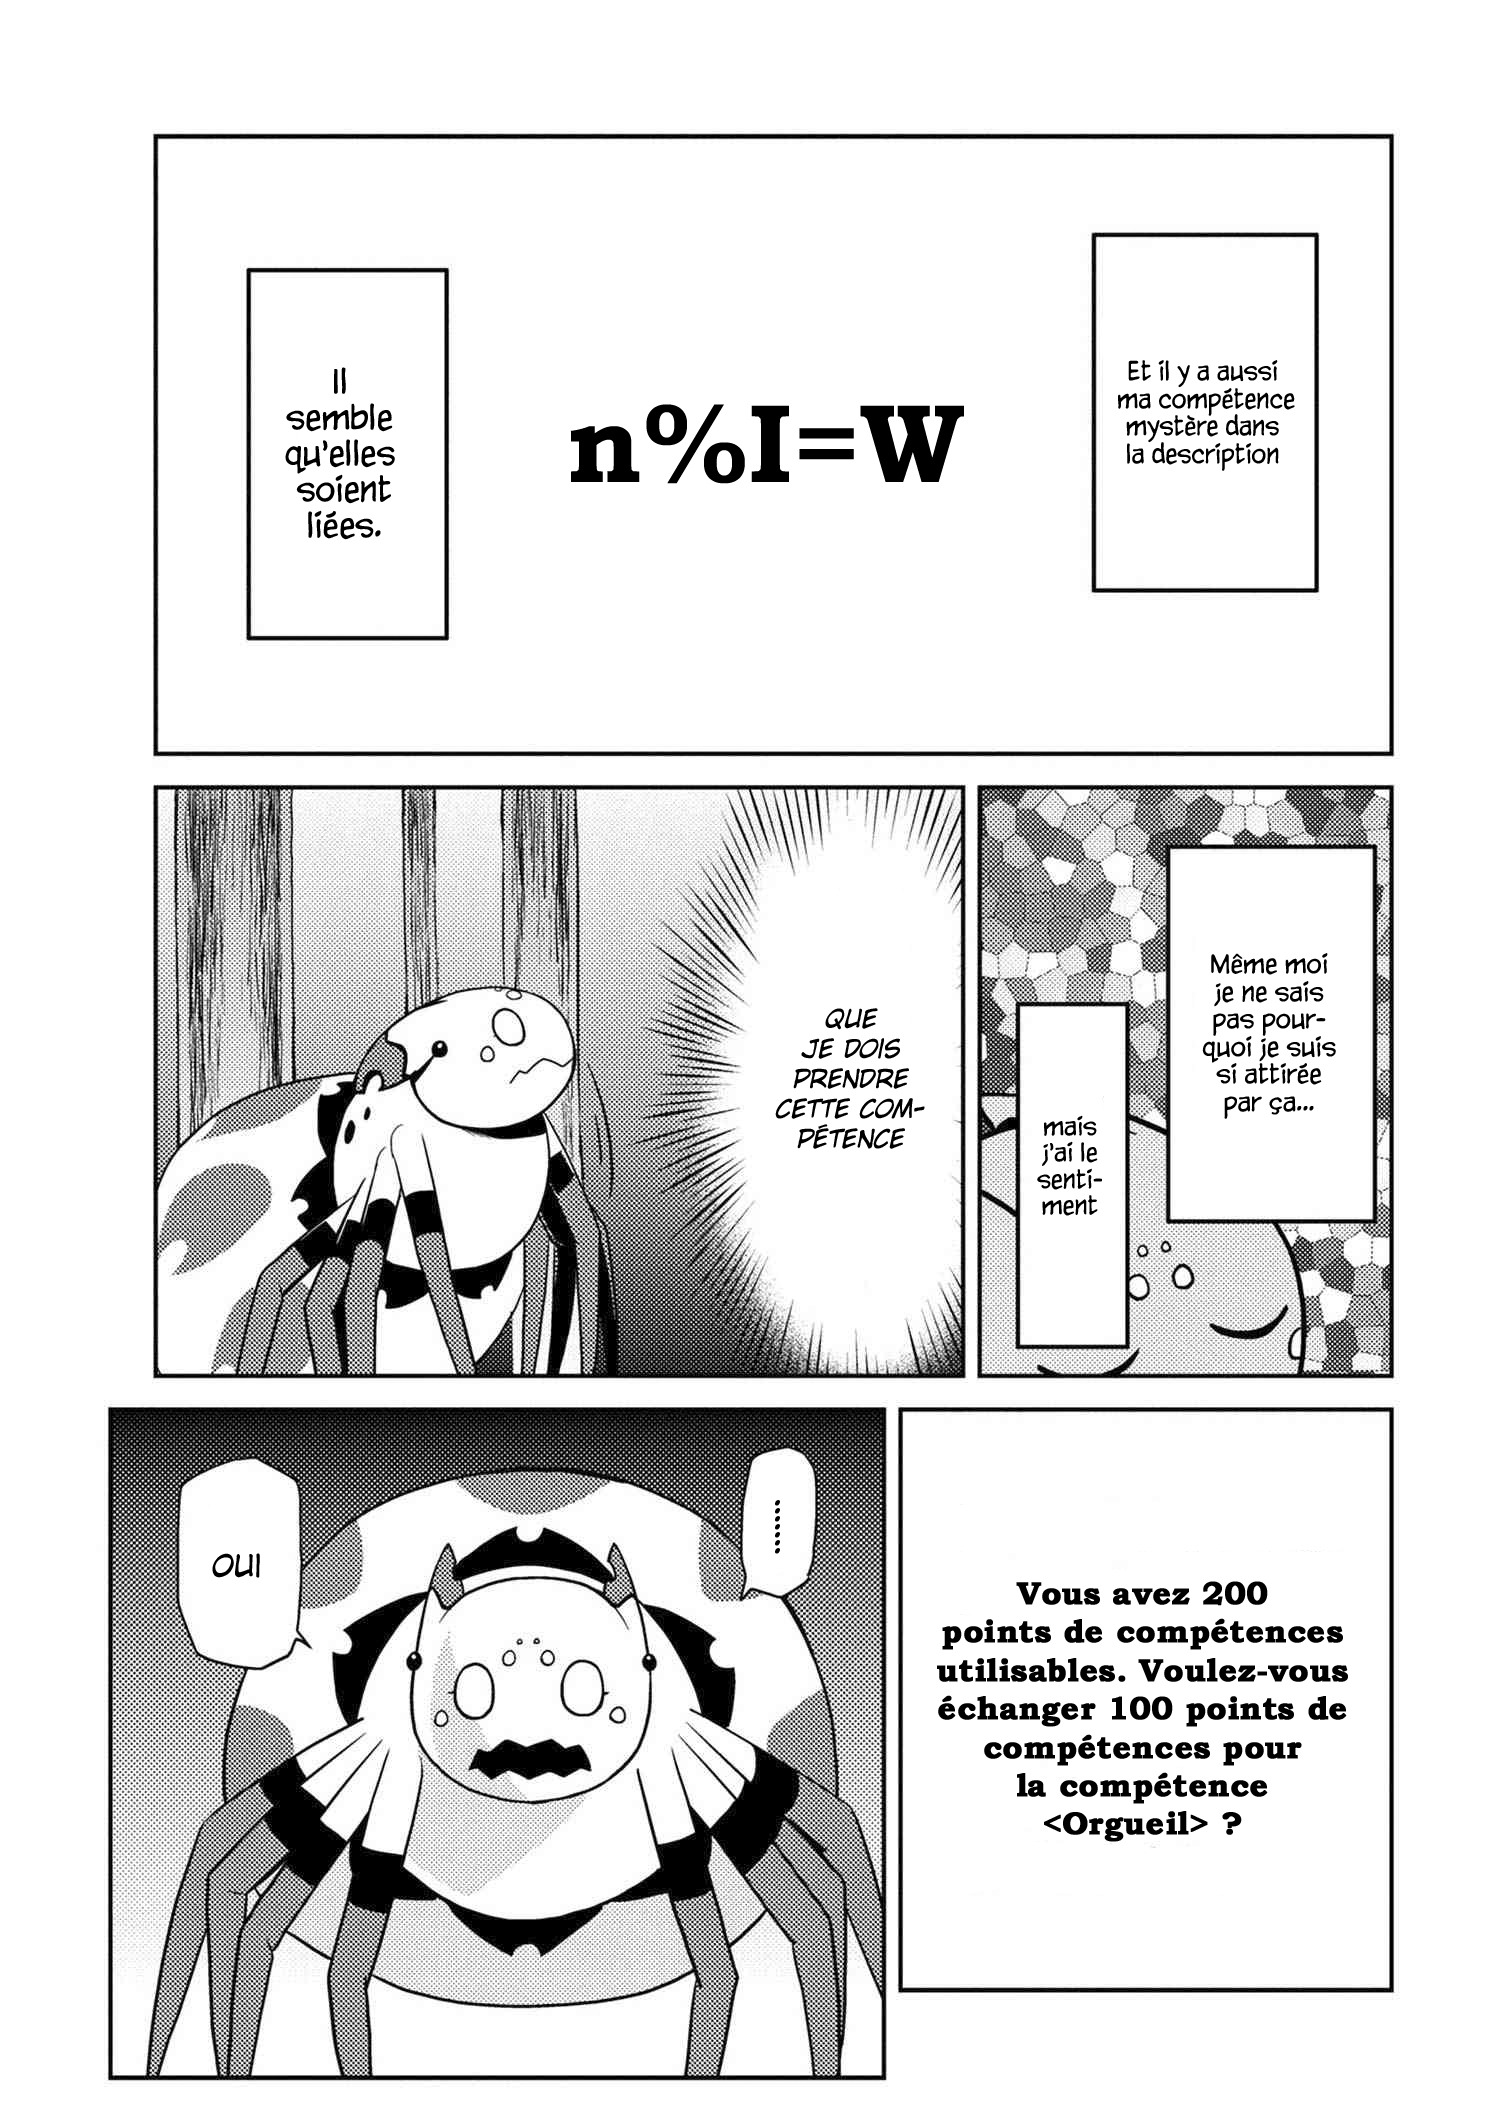 Et il y a aussi
ma compétence
mystère dans
la description
n%I=W
Il
semble
qu'elles
soient
liées.
Même moi
je ne sais
pas pour-
quoi je suis
si attirée
par ça...
mais
j'ai le
senti-
ment
QUE
JE DOIS
PRENDRE
CETTE COM-
PÉTENCE
Vous avez 200
points de compétences
utilisables. Voulez-vous
échanger 100 points de
compétences pour
la compétence
<Orgueil> ?
........
OUI